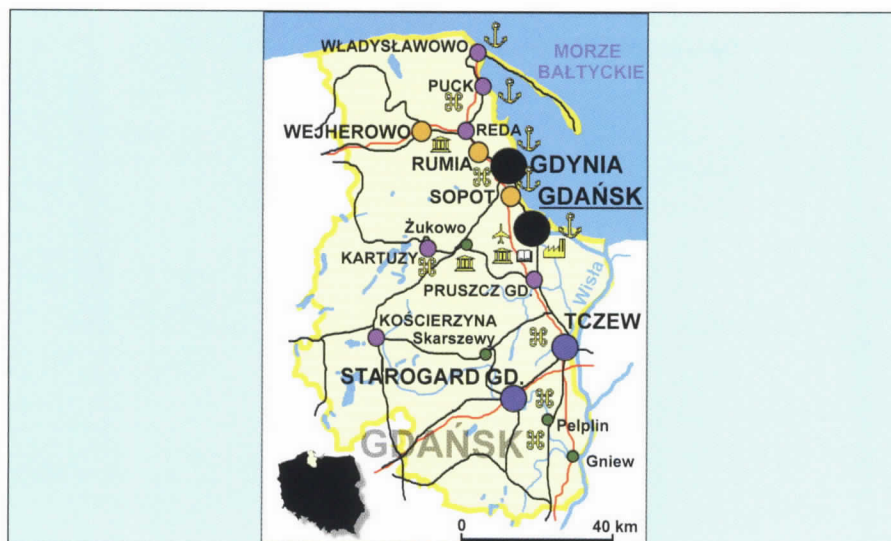 WŁADYSŁAWOWO
MORZE
BAŁTYCKIE
PUCK
WEJHEROWO
REDA
RUMIA
GDYNIA
SOPOT
GDAŃSK
Żukowo
KARTUZY
PRUSZCZ GD.
Wisła
KOŚCIERZYNA
TCZEW
Skarszewy
STAROGARD GD.
Pelplin
GDAŃSK
Gniew
0 40 km